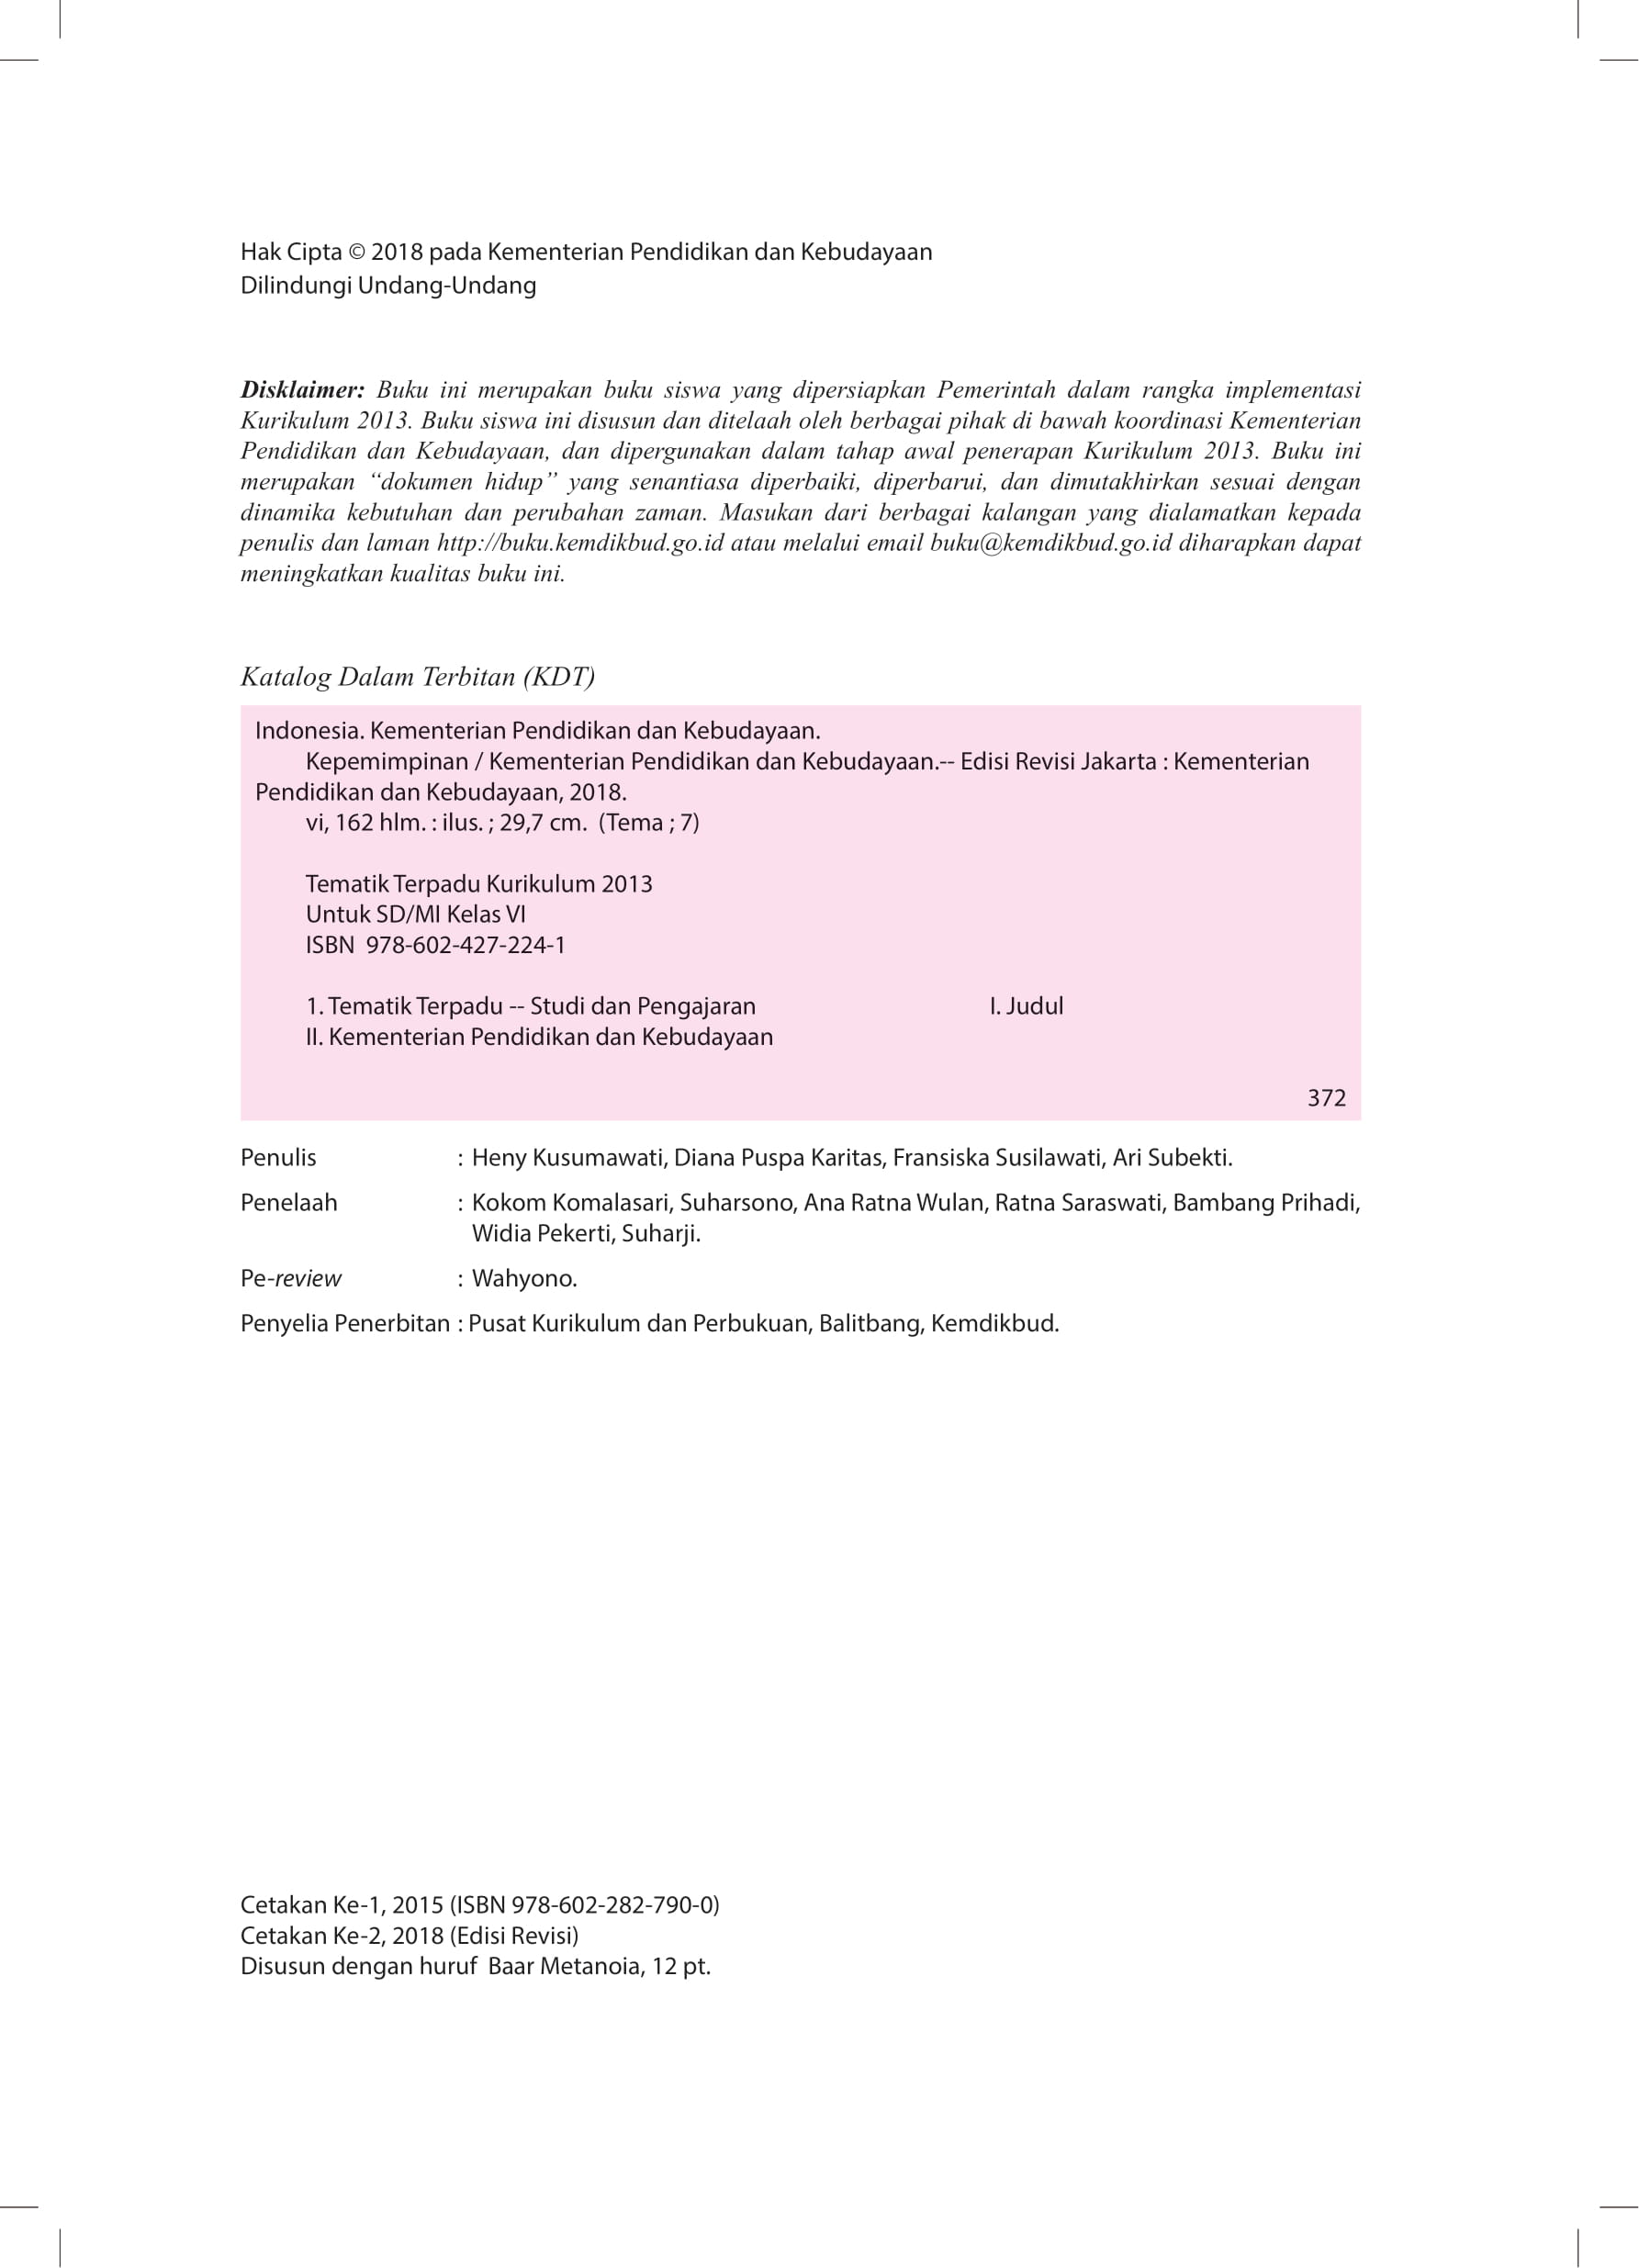 Hak Cipta © 2018 pada Kementerian Pendidikan dan Kebudayaan
Dilindungi Undang-Undang
Disklaimer: Buku ini merupakan buku siswa yang dipersiapkan Pemerintah dalam rangka implementasi
Kurikulum 2013. Buku siswa ini disusun dan ditelaah oleh berbagai pihak di bawah koordinasi Kementerian
Pendidikan dan Kebudayaan, dan dipergunakan dalam tahap awal penerapan Kurikulum 2013. Buku ini
merupakan “dokumen hidup” yang senantiasa diperbaiki, diperbarui, dan dimutakhirkan sesuai dengan
dinamika kebutuhan dan perubahan zaman. Masukan dari berbagai kalangan yang dialamatkan kepada
penulis dan laman http://buku.kemdikbud.go.id atau melalui email buku@kemdikbud.go.id diharapkan dapat
meningkatkan kualitas buku ini.
Katalog Dalam Terbitan (KDT)
Indonesia. Kementerian Pendidikan dan Kebudayaan.
Kepemimpinan / Kementerian Pendidikan dan Kebudayaan.-- Edisi Revisi Jakarta : Kementerian
Pendidikan dan Kebudayaan, 2018.
vi, 162 hlm. : ilus. ; 29,7 cm. (Tema ; 7)
Tematik Terpadu Kurikulum 2013
Untuk SD/MI Kelas VI
ISBN 978-602-427-224-1
1. Tematik Terpadu -- Studi dan Pengajaran I. Judul
II. Kementerian Pendidikan dan Kebudayaan
372
Penulis : Heny Kusumawati, Diana Puspa Karitas, Fransiska Susilawati, Ari Subekti.
Penelaah : Kokom Komalasari, Suharsono, Ana Ratna Wulan, Ratna Saraswati, Bambang Prihadi,
Widia Pekerti, Suharji.
Pe-review : Wahyono.
Penyelia Penerbitan : Pusat Kurikulum dan Perbukuan, Balitbang, Kemdikbud.
Cetakan Ke-1, 2015 (ISBN 978-602-282-790-0)
Cetakan Ke-2, 2018 (Edisi Revisi)
Disusun dengan huruf Baar Metanoia, 12 pt.